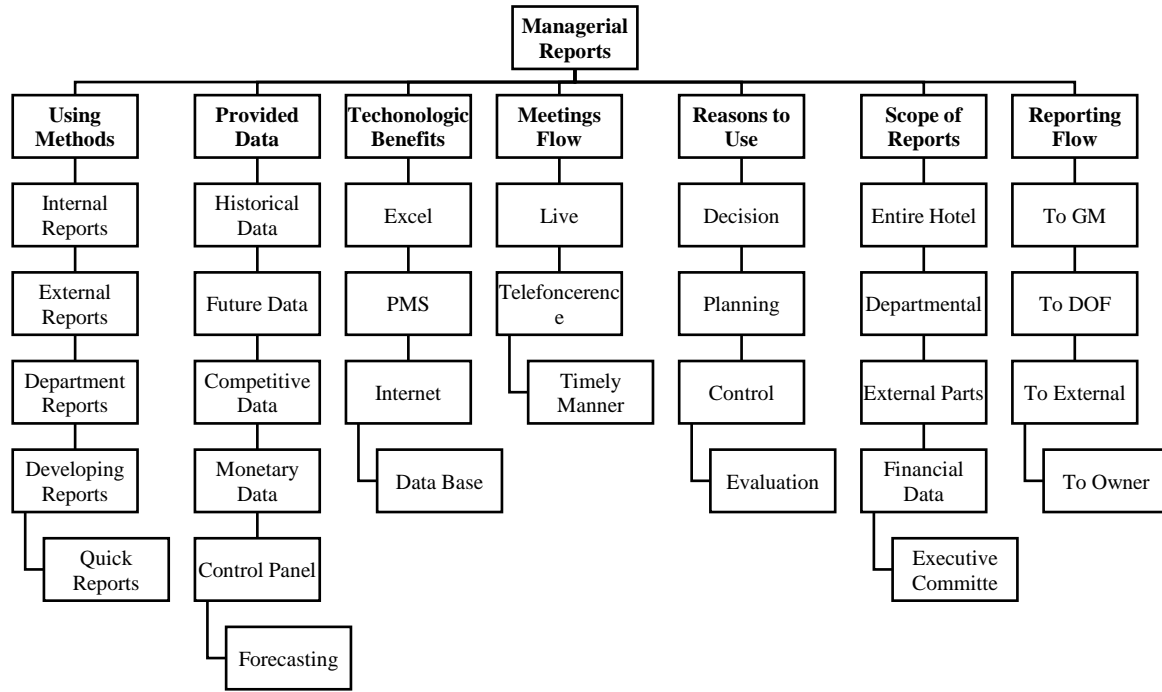 Managerial
Reports
Using
Methods
Provided
Data
Techonologic
Benefits
Meetings
Flow
Reasons to
Use
Scope of
Reports
Reporting
Flow
Internal
Reports
Historical
Data
Excel
Live
Decision
Entire Hotel
To GM
External
Reports
Future Data
PMS
Telefoncerenc
e
Planning
Departmental
To DOF
Department
Reports
Competitive
Data
Internet
Timely
Manner
Control
External Parts
To External
Developing
Reports
Monetary
Data
Data Base
Evaluation
Financial
Data
To Owner
Quick
Reports
Control Panel
Executive
Committe
Forecasting